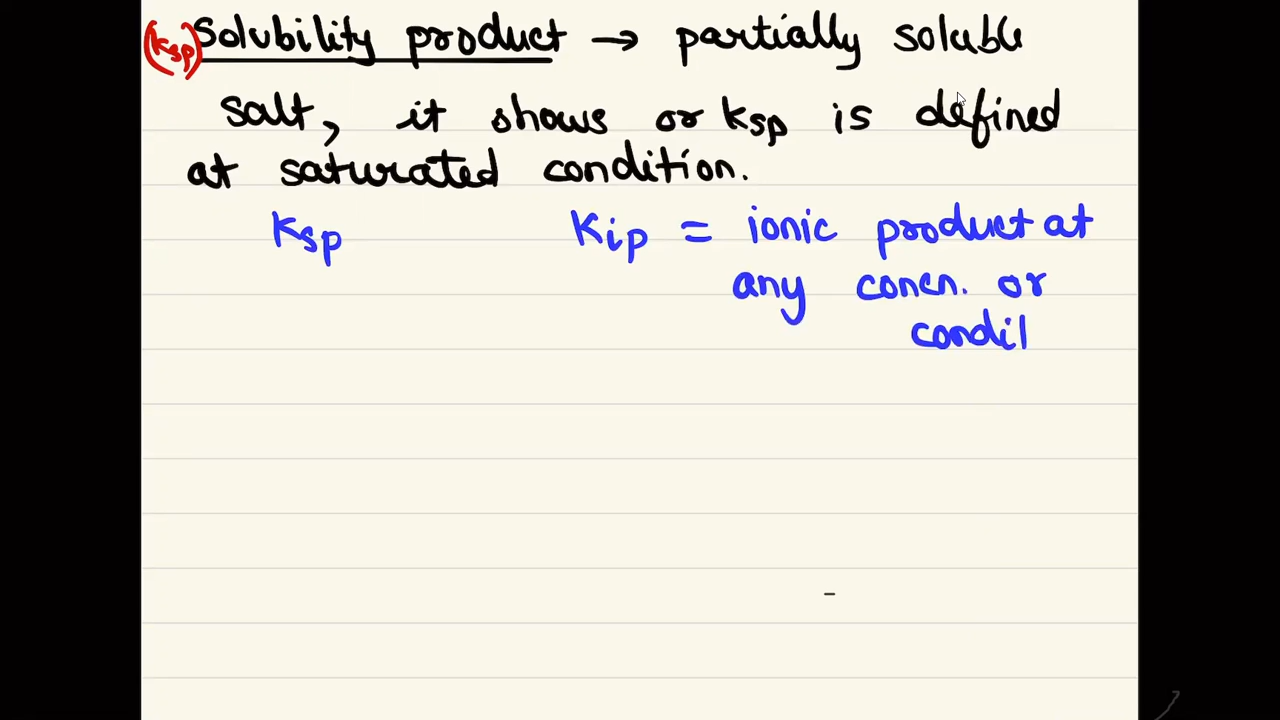 (Ksp) Solubility product → partially soluble
salt, it shows or Ksp is defined
at saturated condition.
Ksp Kip = ionic product at
any concn. or
condil